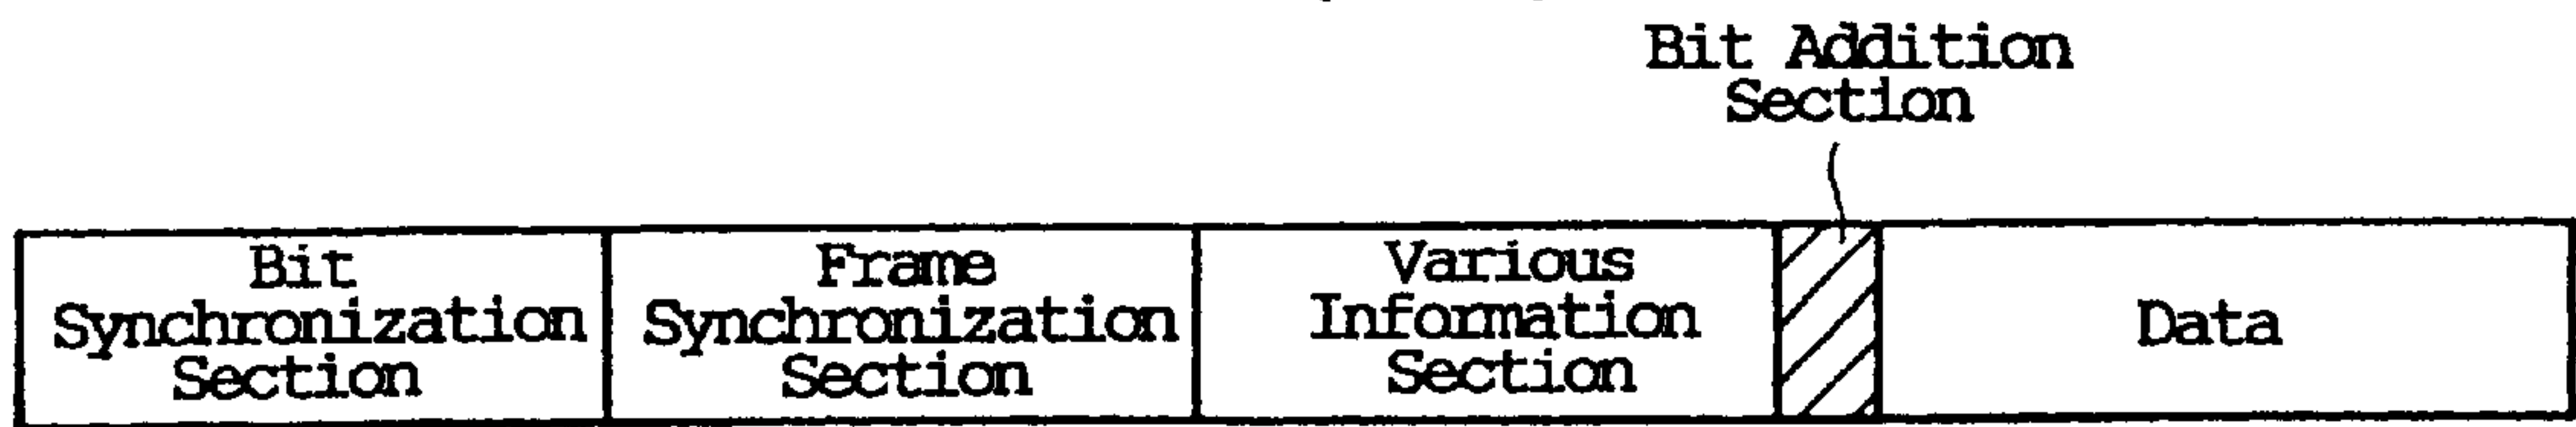 Bit Addition
Section
Bit
Synchronization
Section
Frame
Synchronization
Section
Various
Information
Section
Data